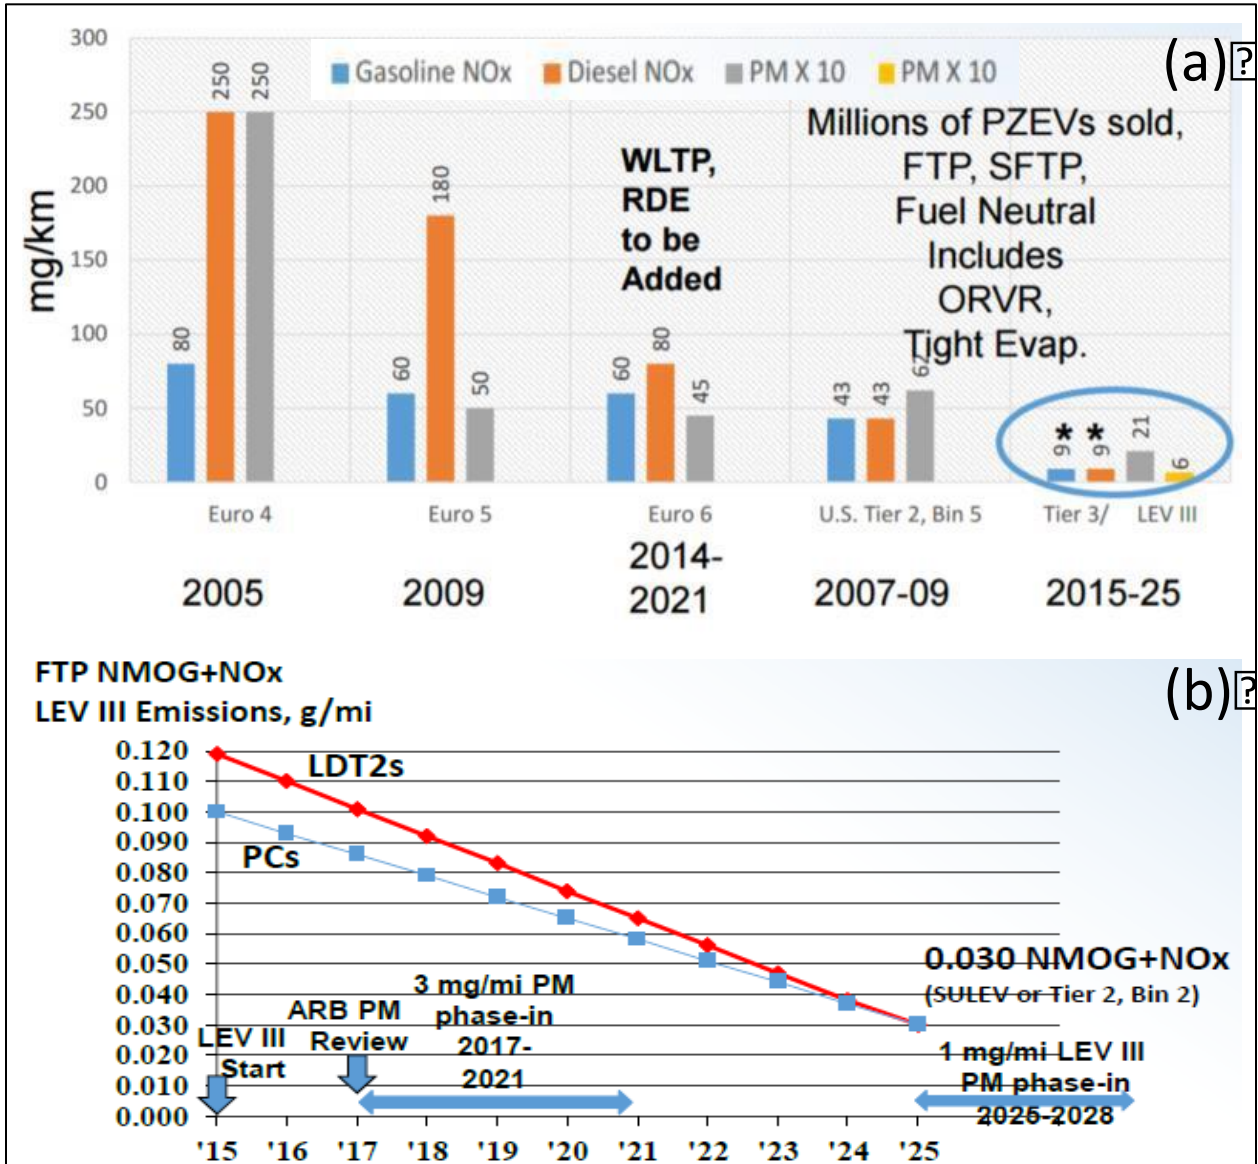 (a)
300
250
200
150
100
50
0
mg/km
Gasoline NOx Diesel NOx PM X 10 PM X 10
80 250 250
60 180 50
60 80 45
43 43 62
9 9 21 6
* *
WLTP,
RDE
to be
Added
Millions of PZEVs sold,
FTP, SFTP,
Fuel Neutral
Includes
ORVR,
Tight Evap.
Euro 4 Euro 5 Euro 6 U.S. Tier 2, Bin 5 Tier 3/ LEV III
2005 2009 2014-
2021 2007-09 2015-25
(b)
FTP NMOG+NOx
LEV III Emissions, g/mi
0.120
0.110
0.100
0.090
0.080
0.070
0.060
0.050
0.040
0.030
0.020
0.010
0.000
LDT2s
PCs
LEV III
Start
ARB PM
Review
3 mg/mi PM
phase-in
2017-
2021
0.030 NMOG+NOx
(SULEV or Tier 2, Bin 2)
1 mg/mi LEV III
PM phase-in
2025-2028
'15 '16 '17 '18 '19 '20 '21 '22 '23 '24 '25